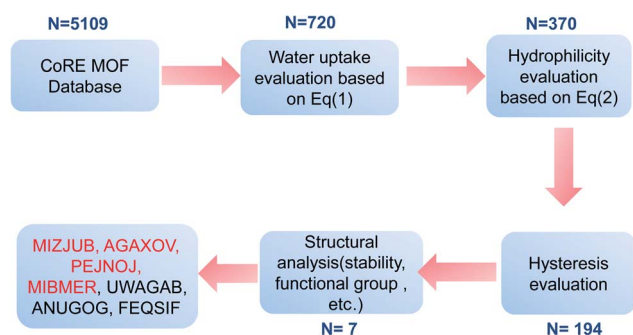 N=5109
N=720
N=370
CoRE MOF
Database
Water uptake
evaluation based
on Eq(1)
Hydrophilicity
evaluation
based on Eq(2)
MIZJUB, AGAXOV,
PEJNOJ,
MIBMER, UWAGAB,
ANUGOG, FEQSIF
Structural
analysis(stability,
functional group ,
etc.)
N= 7
Hysteresis
evaluation
N= 194